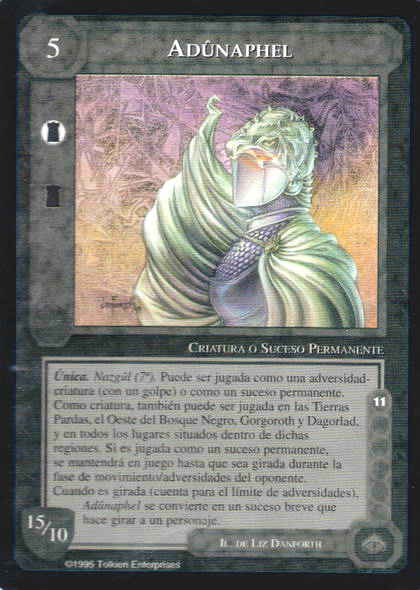 5
ADÛNAPHEL
CRIATURA O SUCESO PERMANENTE
Única. Nazgûl (7º). Puede ser jugada como una adversidad-
criatura (con un golpe) o como un suceso permanente.
Como criatura, también puede ser jugada en las Tierras
Pardas, el Oeste del Bosque Negro, Gorgoroth y Dagorlad,
y en todos los lugares situados dentro de dichas
regiones. Si es jugada como un suceso permanente,
se mantendrá en juego hasta que sea girada durante la
fase de movimiento/adversidades del oponente.
Cuando es girada (cuenta para el límite de adversidades).
Adûnaphel se convierte en un suceso breve que
hace girar a un personaje.
11
15/10
IL. DE LIZ DANFORTH
©1995 Tolkien Enterprises